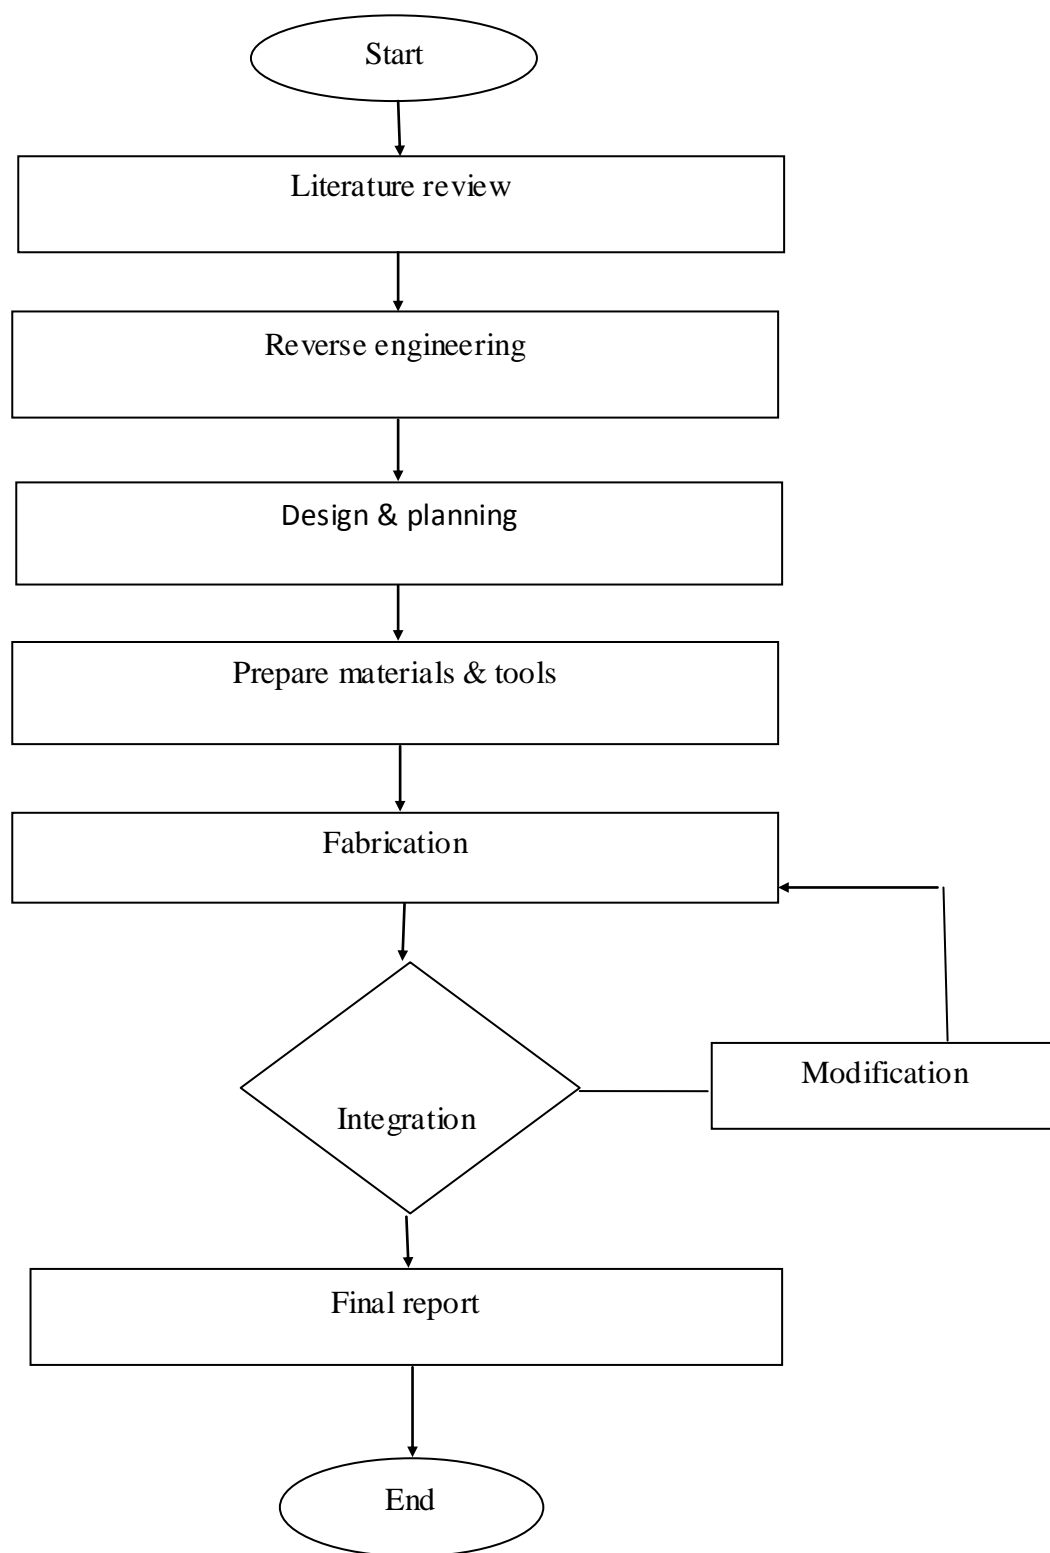 Start
Literature review
Reverse engineering
Design & planning
Prepare materials & tools
Fabrication
Modification
Integration
Final report
End